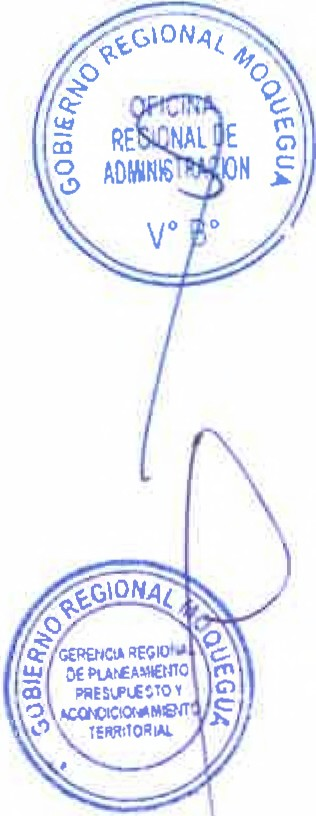 GOBIERNO REGIONAL MOQUEGUA
OFICINA
REGIONAL DE
ADMINISTRACION
V° B°
GOBIERNO REGIONAL MOQUEGUA
GERENCIA REGIONAL
DE PLANEAMIENTO
PRESUPUESTO Y
ACONDICIONAMIENTO
TERRITORIAL